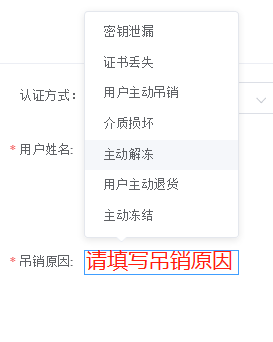 密钥泄漏
证书丢失
认证方式：
用户主动吊销
介质损坏
* 用户姓名:
主动解冻
用户主动退货
主动冻结
* 吊销原因:
请填写吊销原因